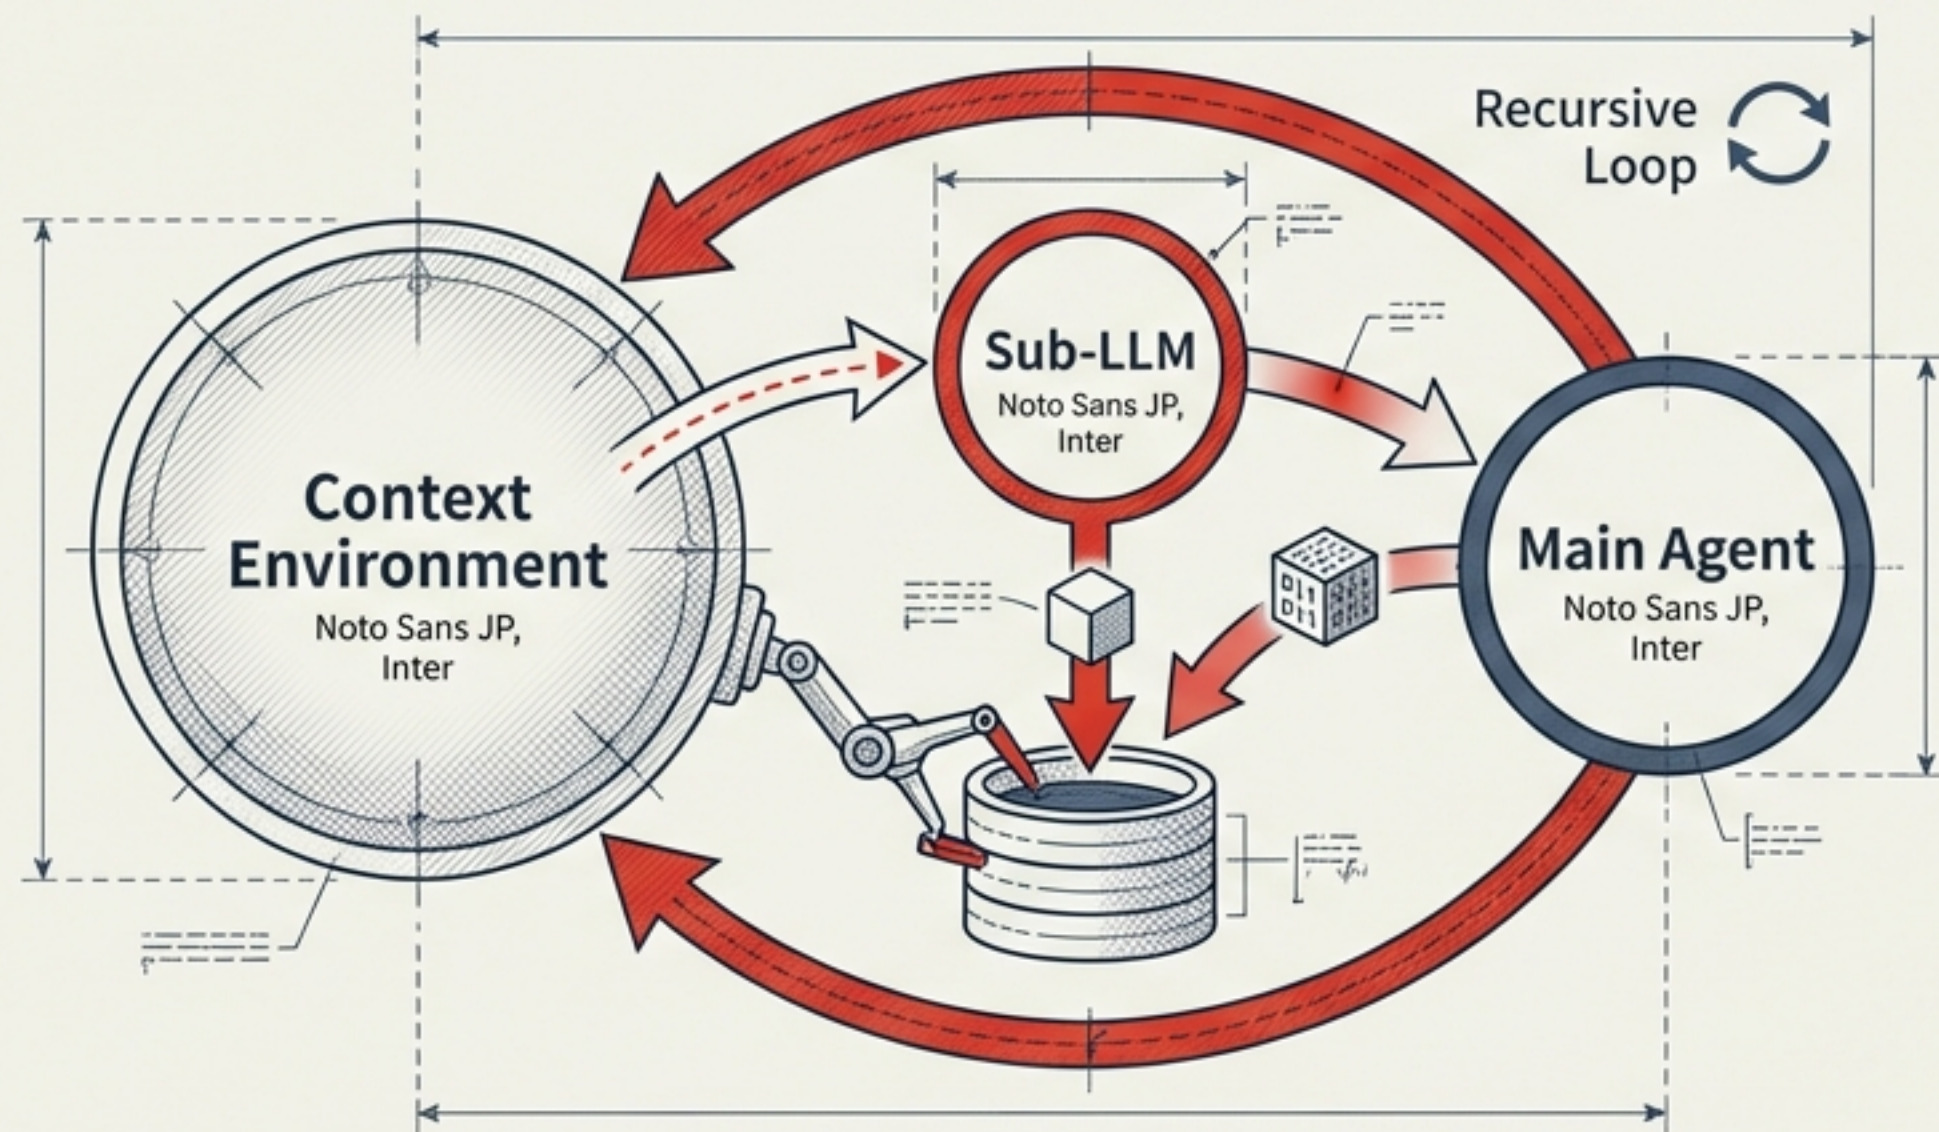 Recursive
Loop
Sub-LLM
Noto Sans JP,
Inter
Context
Environment
Noto Sans JP,
Inter
Main Agent
Noto Sans JP,
Inter